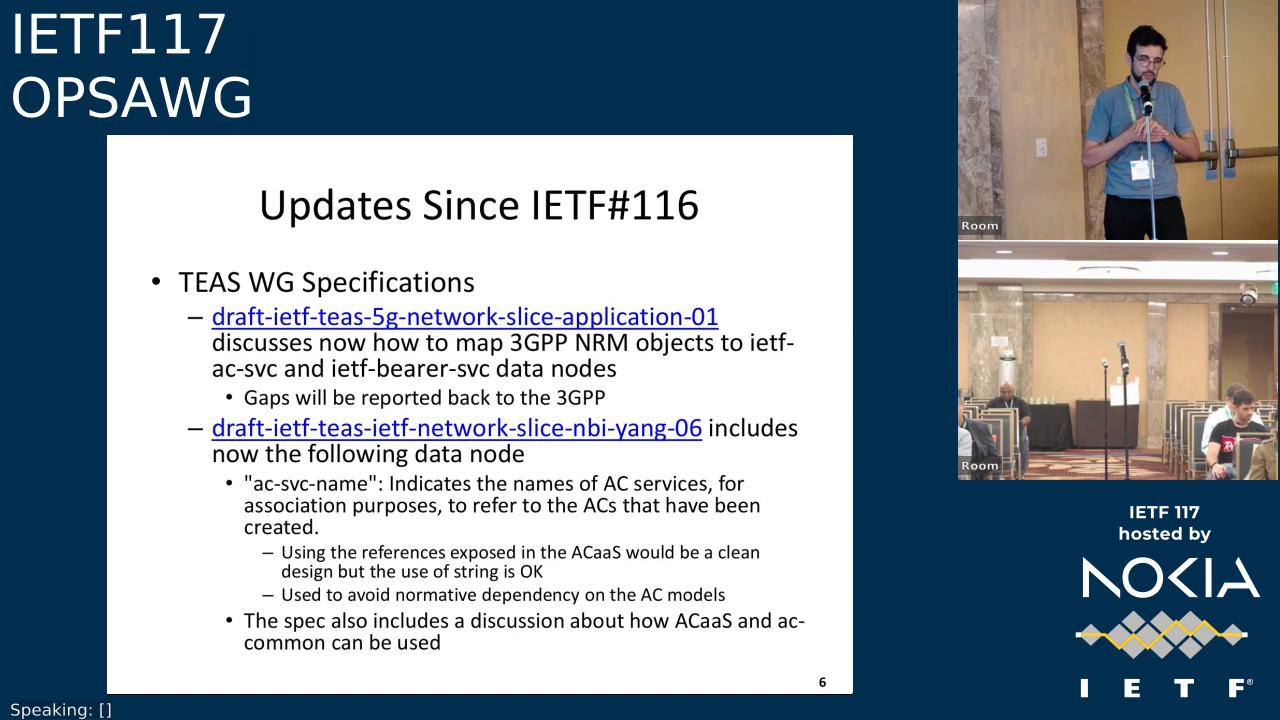 IETF117
OPSAWG
Updates Since IETF#116
• TEAS WG Specifications
– draft-ietf-teas-5g-network-slice-application-01
discusses now how to map 3GPP NRM objects to ietf-
ac-svc and ietf-bearer-svc data nodes
• Gaps will be reported back to the 3GPP
– draft-ietf-teas-ietf-network-slice-nbi-yang-06 includes
now the following data node
• "ac-svc-name": Indicates the names of AC services, for
association purposes, to refer to the ACs that have been
created.
– Using the references exposed in the ACaaS would be a clean
design but the use of string is OK
– Used to avoid normative dependency on the AC models
• The spec also includes a discussion about how ACaaS and ac-
common can be used
6
Room
Room
IETF 117
hosted by
NOKIA
I E T F®
Speaking: []